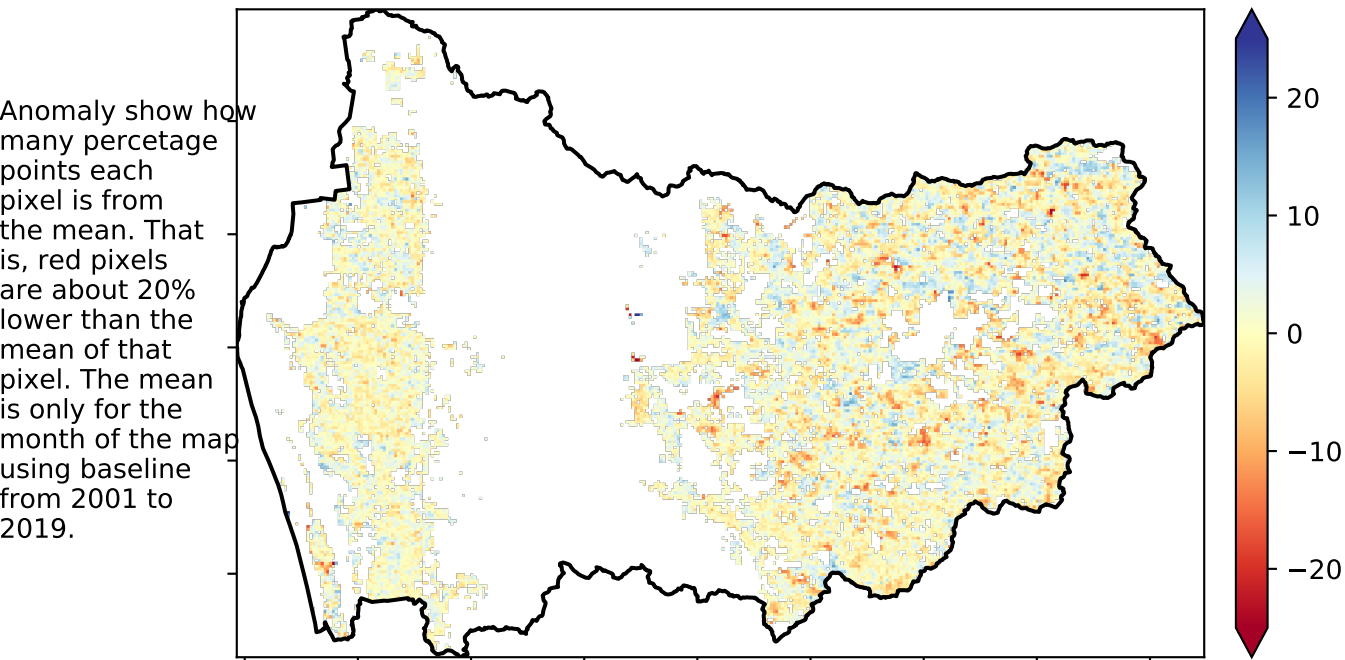 Anomaly show how
many percetage
points each
pixel is from
the mean. That
is, red pixels
are about 20%
lower than the
mean of that
pixel. The mean
is only for the
month of the map
using baseline
from 2001 to
2019.
20
10
0
−10
−20